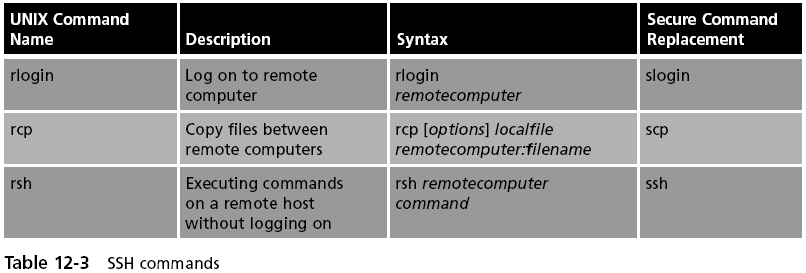 UNIX Command Name Description Syntax Secure Command Replacement
rlogin Log on to remote computer rlogin remotecomputer slogin
rcp Copy files between remote computers rcp [options] localfile remotecomputer:filename scp
rsh Executing commands on a remote host without logging on rsh remotecomputer command ssh
Table 12-3 SSH commands